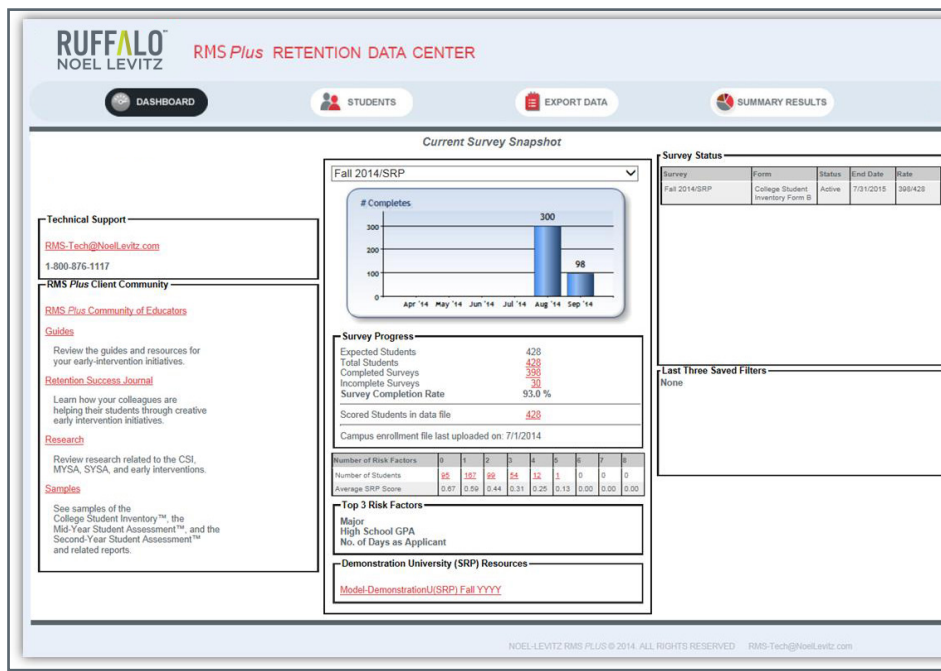 RUFFALO
NOEL LEVITZ
RMS Plus RETENTION DATA CENTER
DASHBOARD
STUDENTS
EXPORT DATA
SUMMARY RESULTS
Current Survey Snapshot
Technical Support
RMS-Tech@NoelLevitz.com
1-800-876-1117
RMS Plus Client Community
RMS Plus Community of Educators
Guides
Review the guides and resources for
your early-intervention initiatives.
Retention Success Journal
Learn how your colleagues are
helping their students through creative
early intervention initiatives.
Research
Review research related to the CSI,
MYSA, SYSA, and early interventions.
Samples
See samples of the
College Student Inventory™, the
Mid-Year Student Assessment™, and the
Second-Year Student Assessment™
and related reports.
Fall 2014/SRP
# Completes
300
200
100
0
300
98
Apr '14 May '14 Jun '14 Jul '14 Aug '14 Sep '14
Survey Progress
Expected Students 428
Total Students 428
Completed Surveys 398
Incomplete Surveys 30
Survey Completion Rate 93.0 %
Scored Students in data file 428
Campus enrollment file last uploaded on: 7/1/2014
Number of Risk Factors 0 1 2 3 4 5 6 7 8
Number of Students 95 167 99 54 12 1 0 0 0
Average SRP Score 0.67 0.59 0.44 0.31 0.25 0.13 0.00 0.00 0.00
Top 3 Risk Factors
Major
High School GPA
No. of Days as Applicant
Demonstration University (SRP) Resources
Model-DemonstrationU(SRP) Fall YYYY
Survey Status
Survey Form Status End Date Rate
Fall 2014/SRP College Student Active 7/31/2015 398/428
Inventory Form B
Last Three Saved Filters
None
NOEL-LEVITZ RMS PLUS © 2014. ALL RIGHTS RESERVED RMS-Tech@NoelLevitz.com